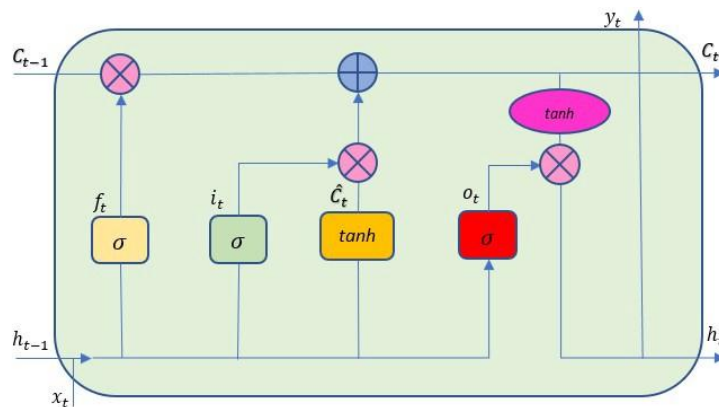 y_t
C_{t-1} C_t
tanh
f_t i_t Ĉ_t o_t
σ σ tanh σ
h_{t-1} h
x_t